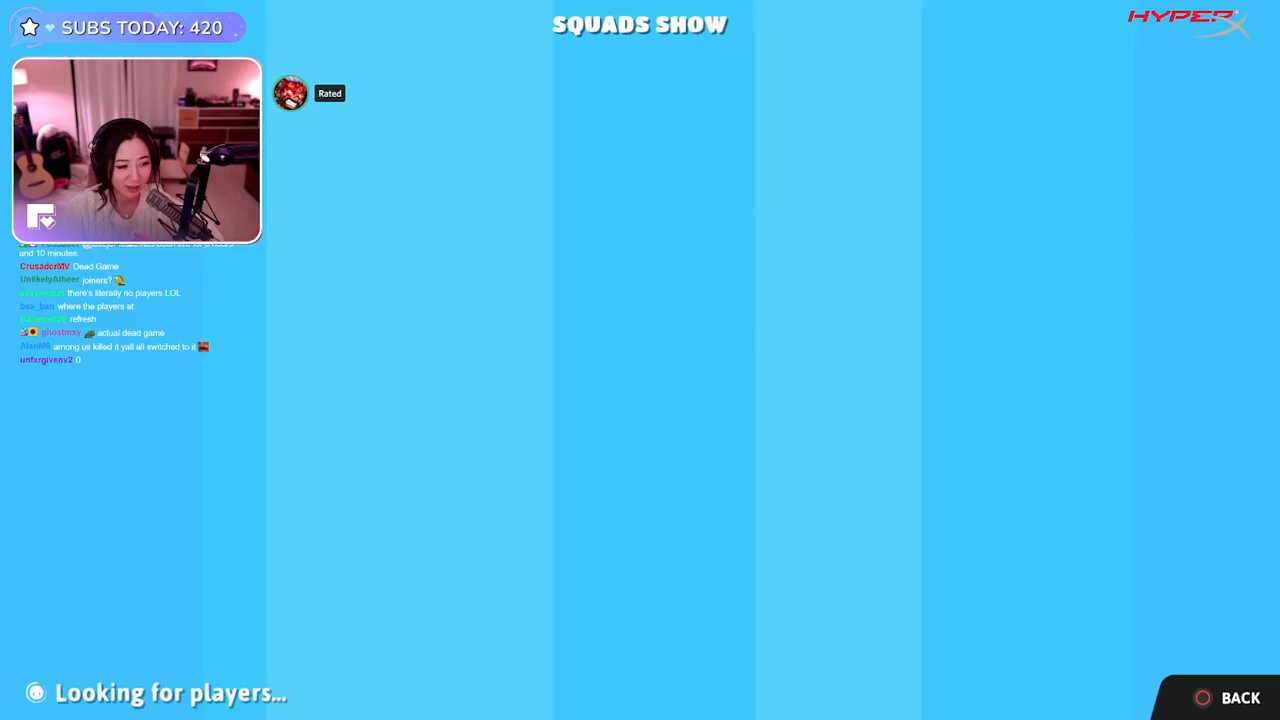 SUBS TODAY: 420
SQUADS SHOW
HYPERX
Rated
and 10 minutes.
CrusaderMV Dead Game
UnlikelyAtheer joiners?
there's literally no players LOL
bea_ban where the players at
refresh
ghostmxy actual dead game
AlanM6 among us killed it yall all switched to it
unfxrgivenv2 0
Looking for players...
BACK